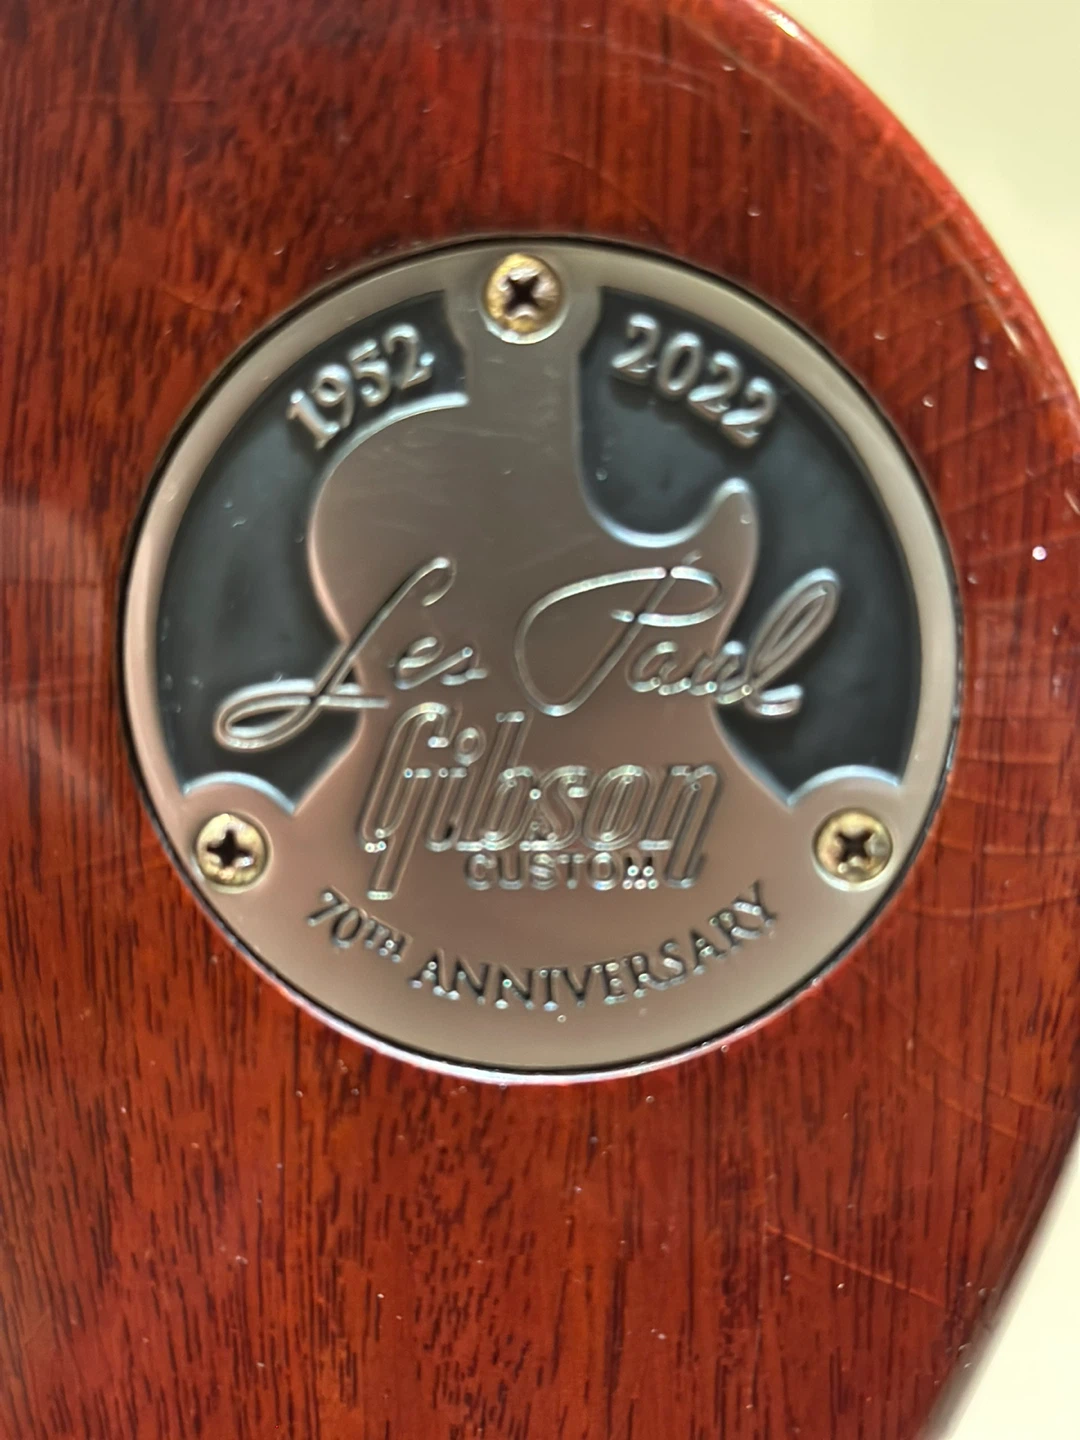 1952 2022
Les Paul
Gibson
CUSTOM
70TH ANNIVERSARY